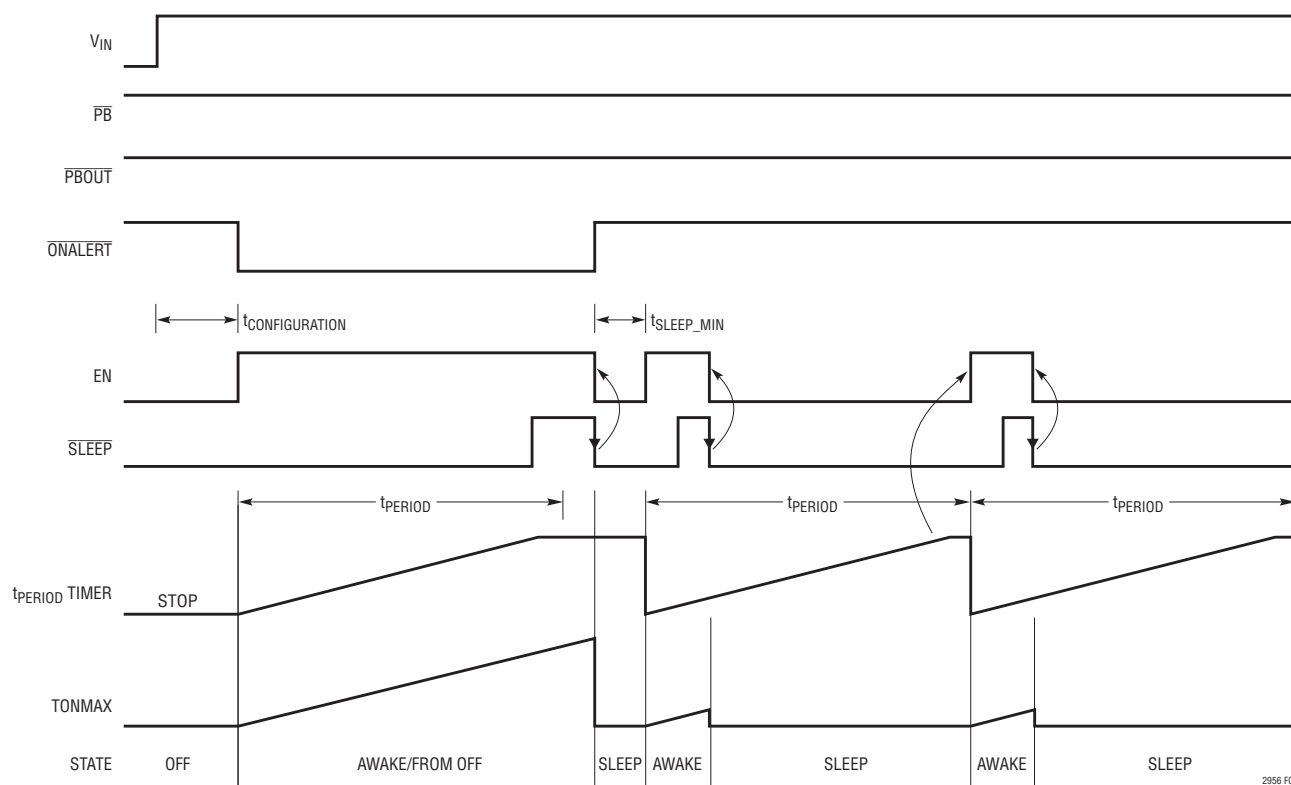 VIN
PB
PBOUT
ONALERT
tCONFIGURATION
tSLEEP_MIN
EN
SLEEP
tPERIOD
tPERIOD
tPERIOD
tPERIOD TIMER
STOP
TONMAX
STATE
OFF
AWAKE/FROM OFF
SLEEP
AWAKE
SLEEP
AWAKE
SLEEP